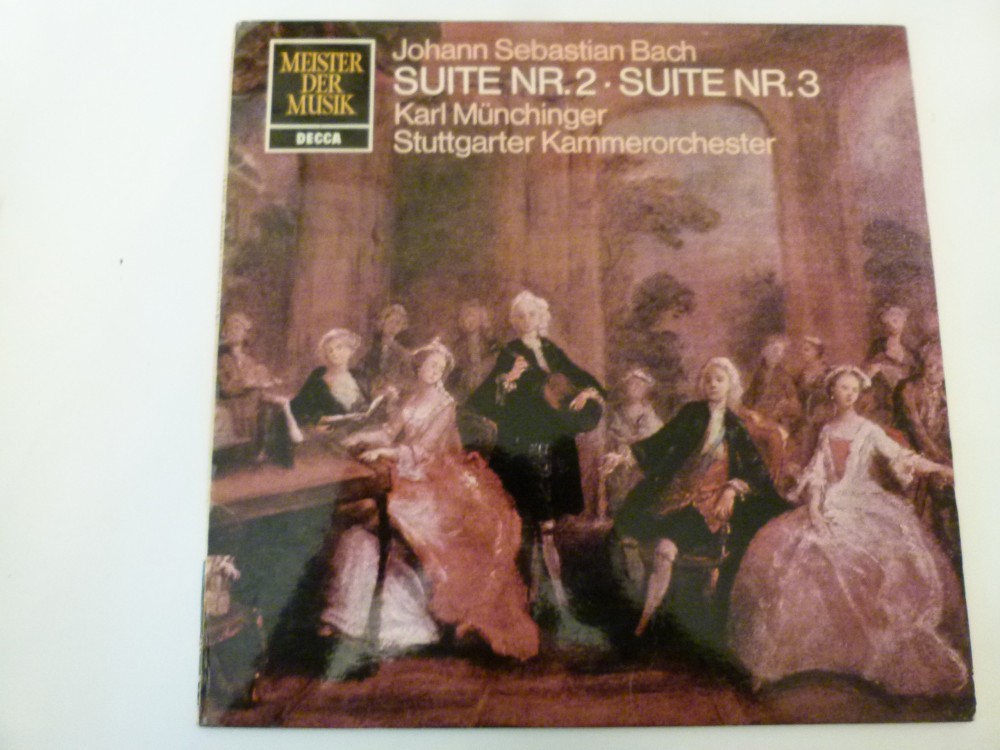 MEISTER
DER
MUSIK
DECCA
Johann Sebastian Bach
SUITE NR. 2 · SUITE NR. 3
Karl Münchinger
Stuttgarter Kammerorchester